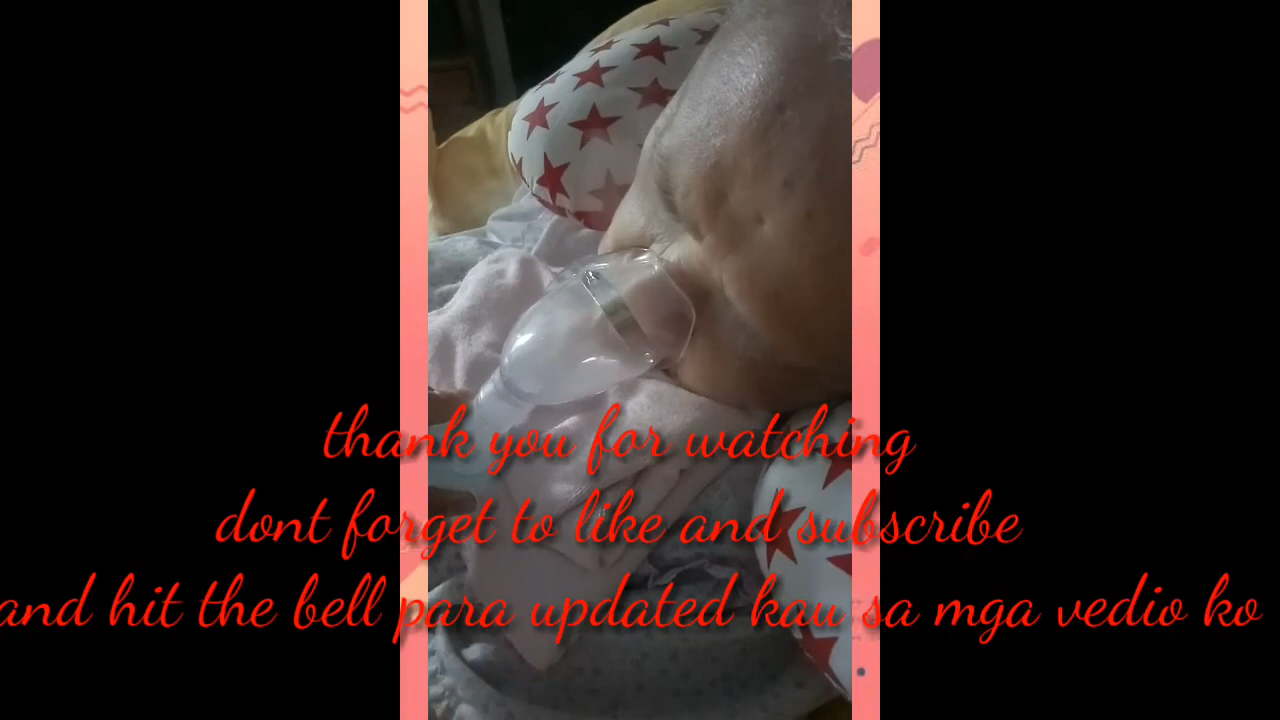 thank you for watching
dont forget to like and subscribe
and hit the bell para updated kau sa mga vedio ko